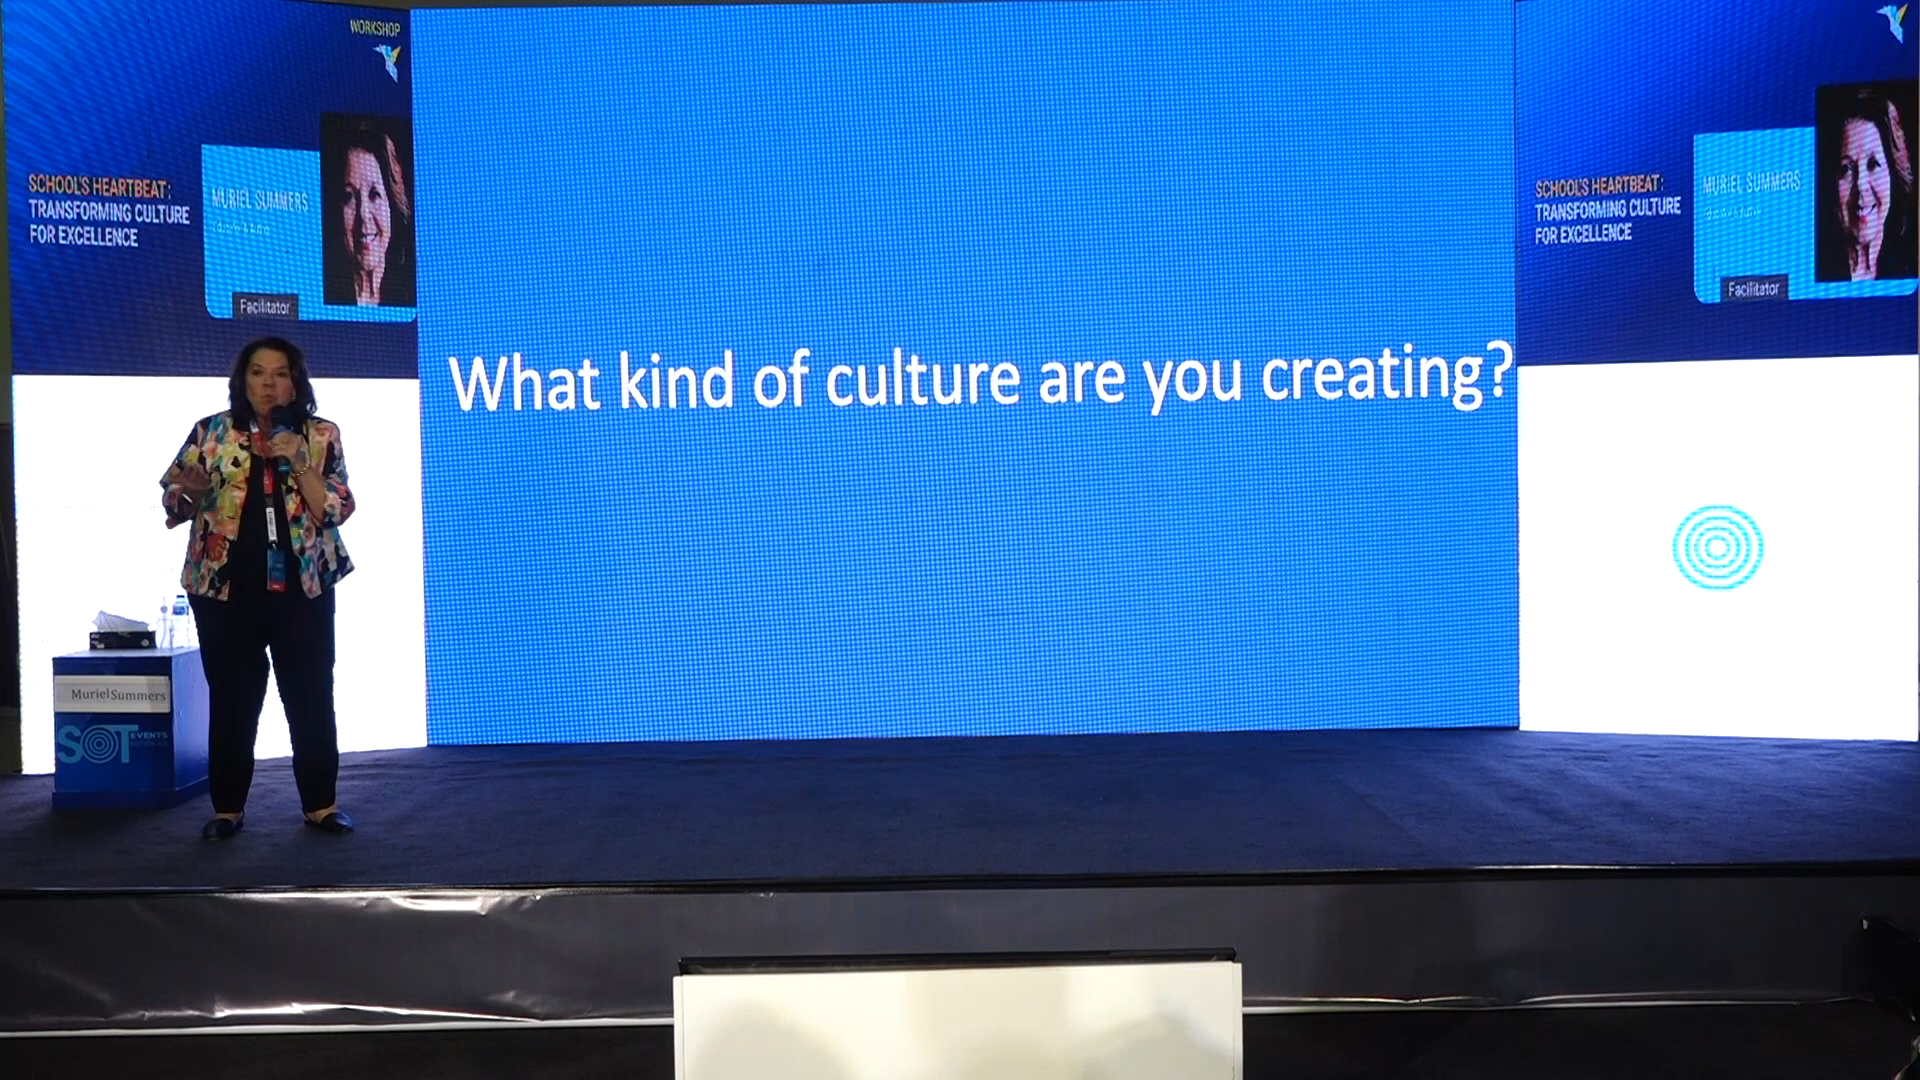 WORKSHOP
SCHOOL'S HEARTBEAT:
TRANSFORMING CULTURE
FOR EXCELLENCE
MURIEL SUMMERS
Facilitator
What kind of culture are you creating?
SCHOOL'S HEARTBEAT:
TRANSFORMING CULTURE
FOR EXCELLENCE
MURIEL SUMMERS
Facilitator
Muriel Summers
SOT EVENTS